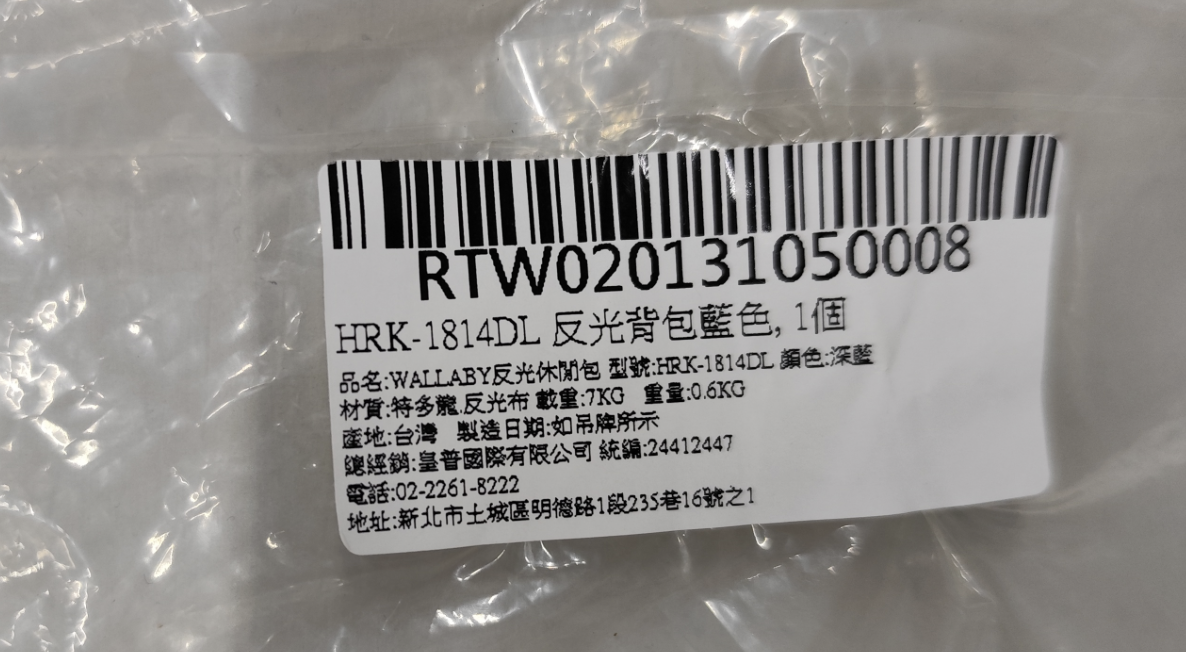 RTW020131050008
HRK-1814DL 反光背包藍色, 1個
品名:WALLABY反光休閒包 型號:HRK-1814DL 顏色:深藍
材質:特多龍.反光布 載重:7KG 重量:0.6KG
產地:台灣 製造日期:如吊牌所示
總經銷:皇普國際有限公司 統編:24412447
電話:02-2261-8222
地址:新北市土城區明德路1段235巷16號之1